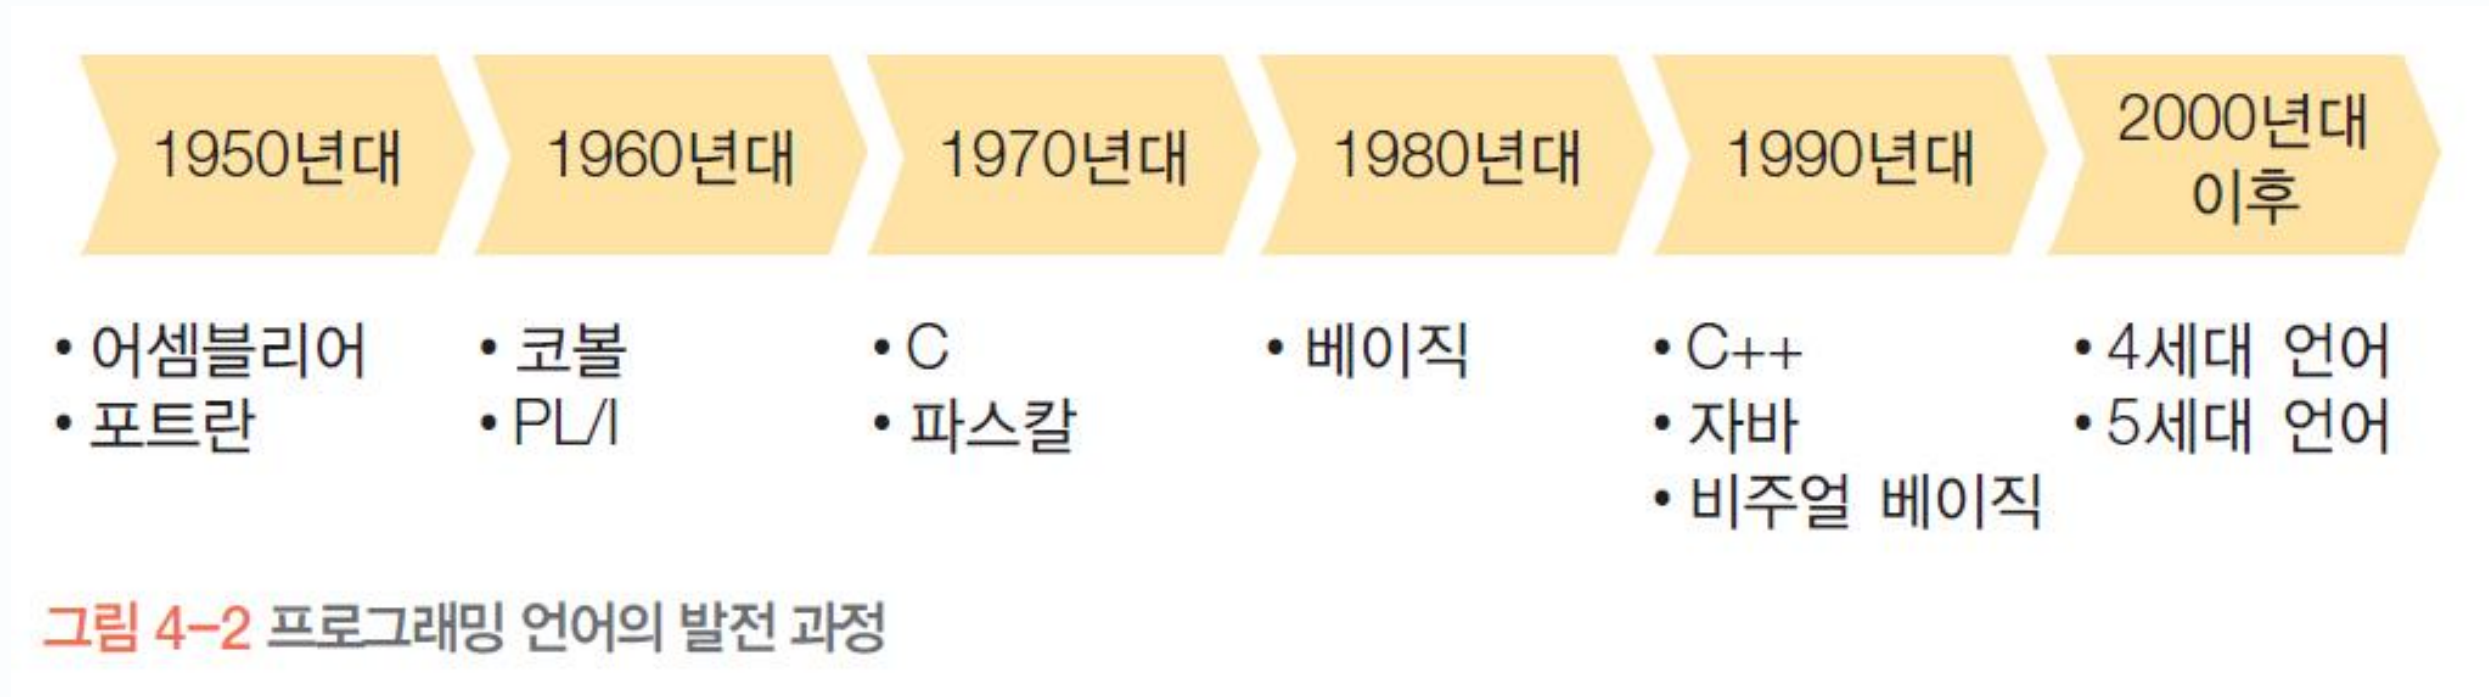 1950년대
1960년대
1970년대
1980년대
1990년대
2000년대
이후
• 어셈블리어
• 포트란
• 코볼
• PL/I
• C
• 파스칼
• 베이직
• C++
• 자바
• 비주얼 베이직
• 4세대 언어
• 5세대 언어
그림 4-2 프로그래밍 언어의 발전 과정